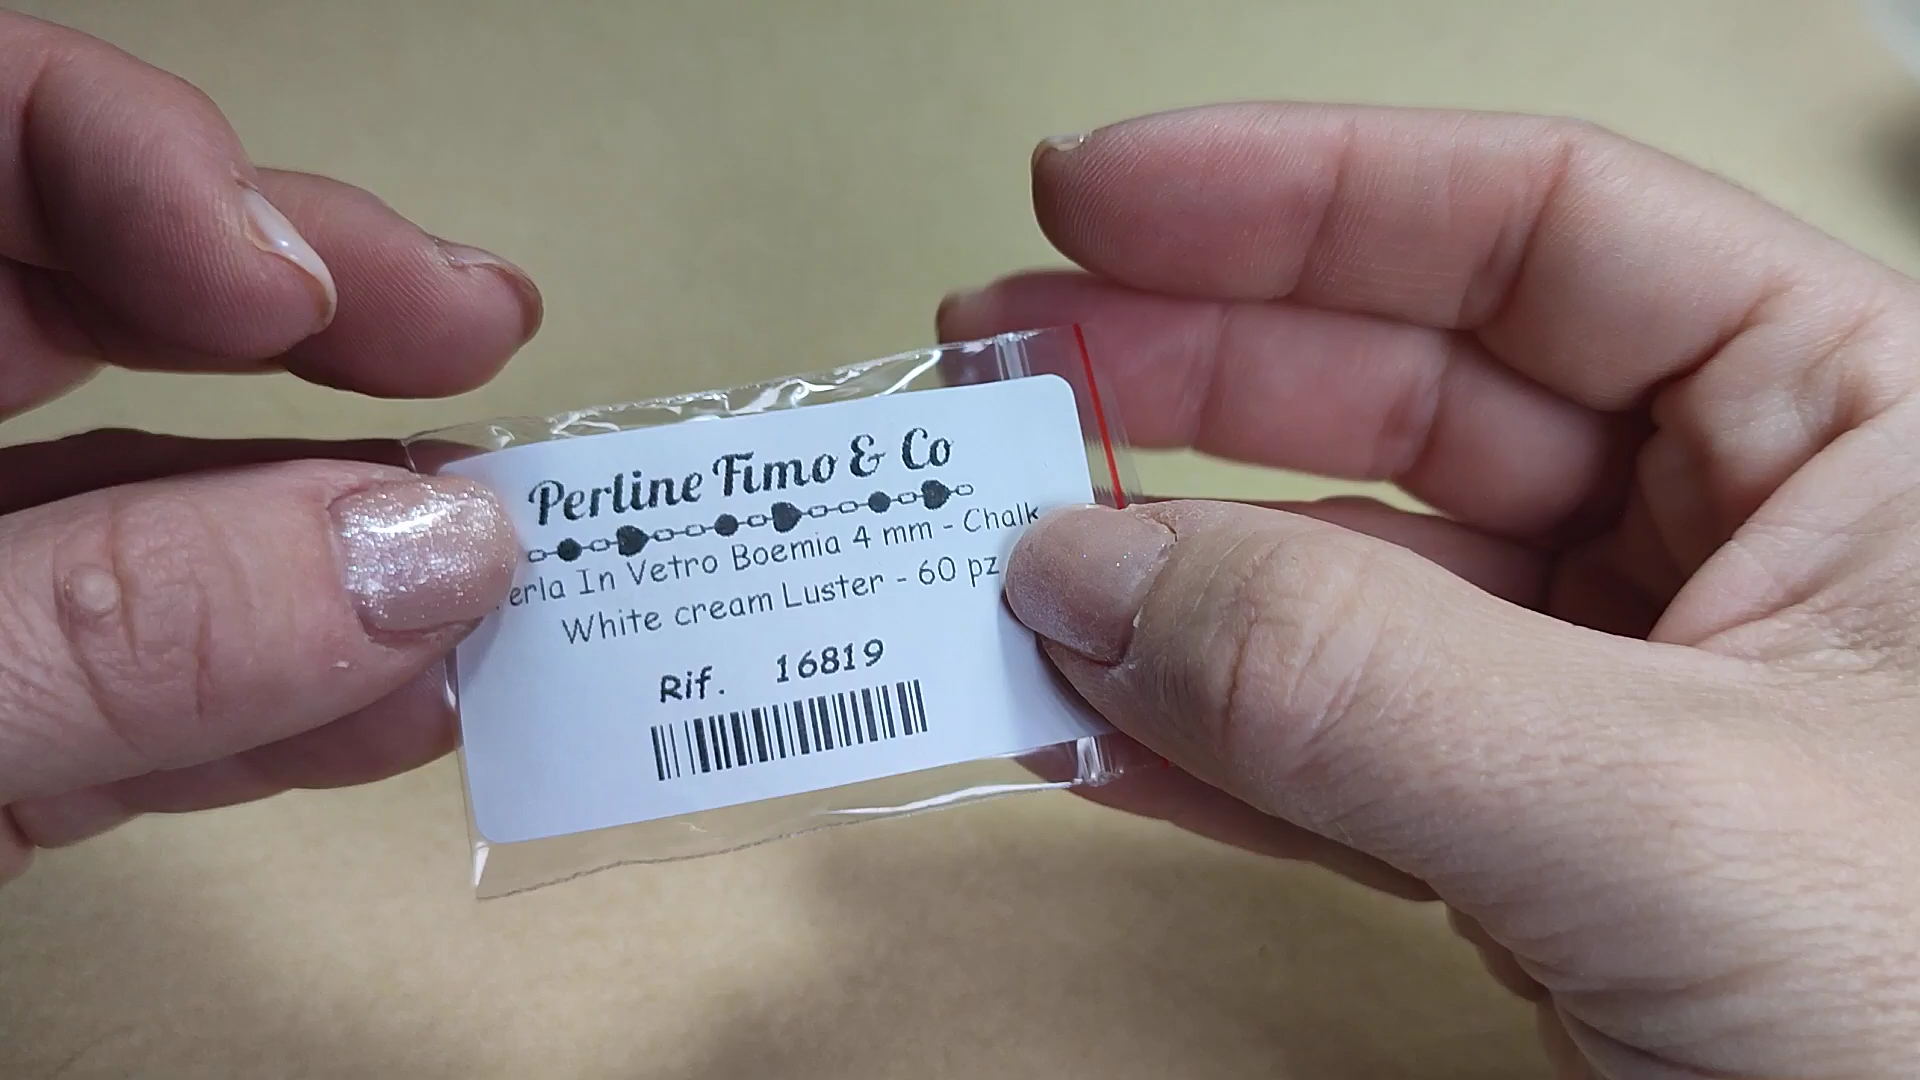 Perline Fimo & Co
erla In Vetro Boemia 4 mm - Chalk
White cream Luster - 60 pz
Rif. 16819